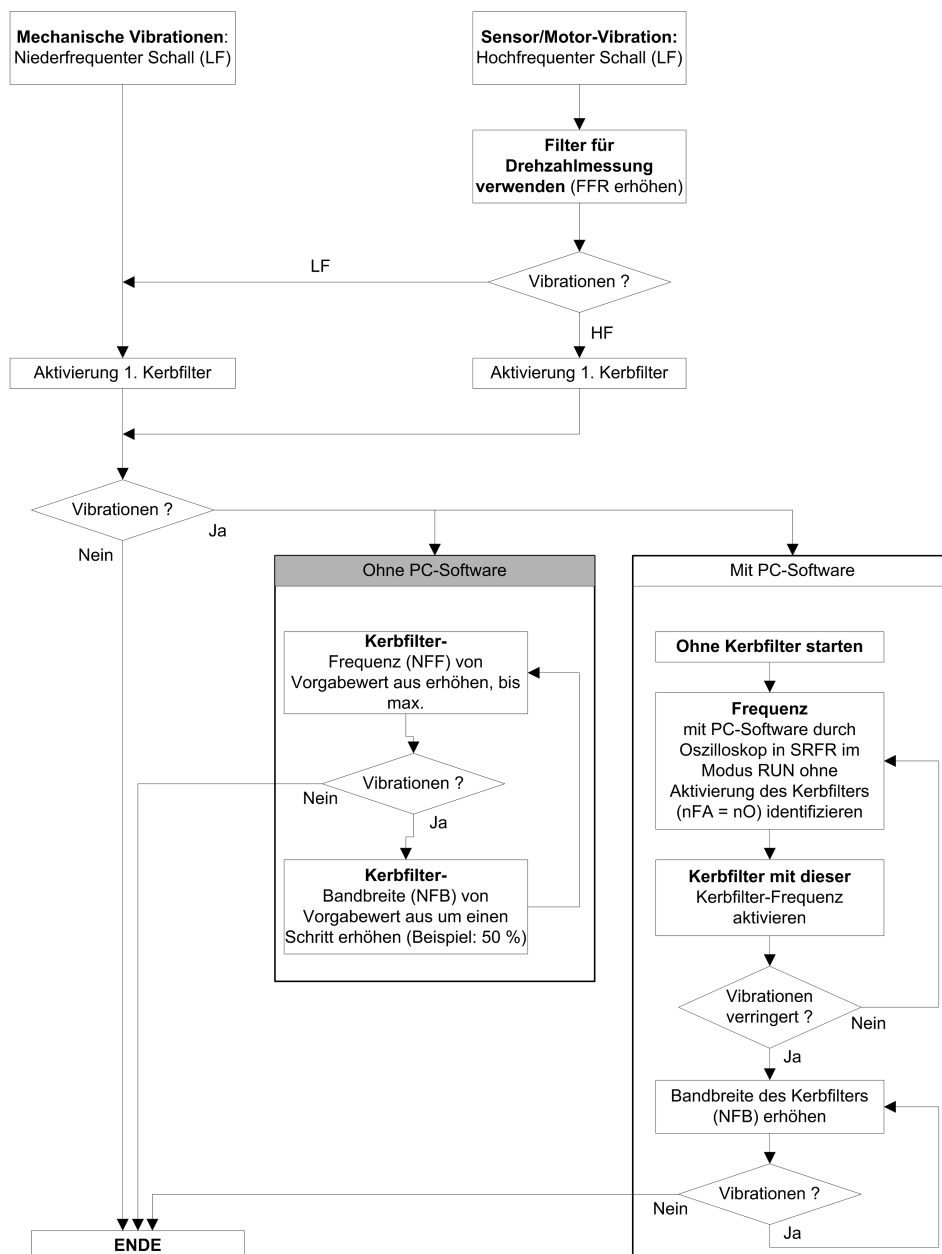 Mechanische Vibrationen:
Niederfrequenter Schall (LF)
Sensor/Motor-Vibration:
Hochfrequenter Schall (LF)
Filter für
Drehzahlmessung
verwenden (FFR erhöhen)
LF
Vibrationen ?
HF
Aktivierung 1. Kerbfilter
Aktivierung 1. Kerbfilter
Vibrationen ?
Ja
Nein
Ohne PC-Software
Kerbfilter-
Frequenz (NFF) von
Vorgabewert aus erhöhen, bis
max.
Vibrationen ?
Nein
Ja
Kerbfilter-
Bandbreite (NFB) von
Vorgabewert aus um einen
Schritt erhöhen (Beispiel: 50 %)
Mit PC-Software
Ohne Kerbfilter starten
Frequenz
mit PC-Software durch
Oszilloskop in SRFR im
Modus RUN ohne
Aktivierung des Kerbfilters
(nFA = nO) identifizieren
Kerbfilter mit dieser
Kerbfilter-Frequenz
aktivieren
Vibrationen
verringert ?
Nein
Ja
Bandbreite des Kerbfilters
(NFB) erhöhen
Vibrationen ?
Nein
Ja
ENDE